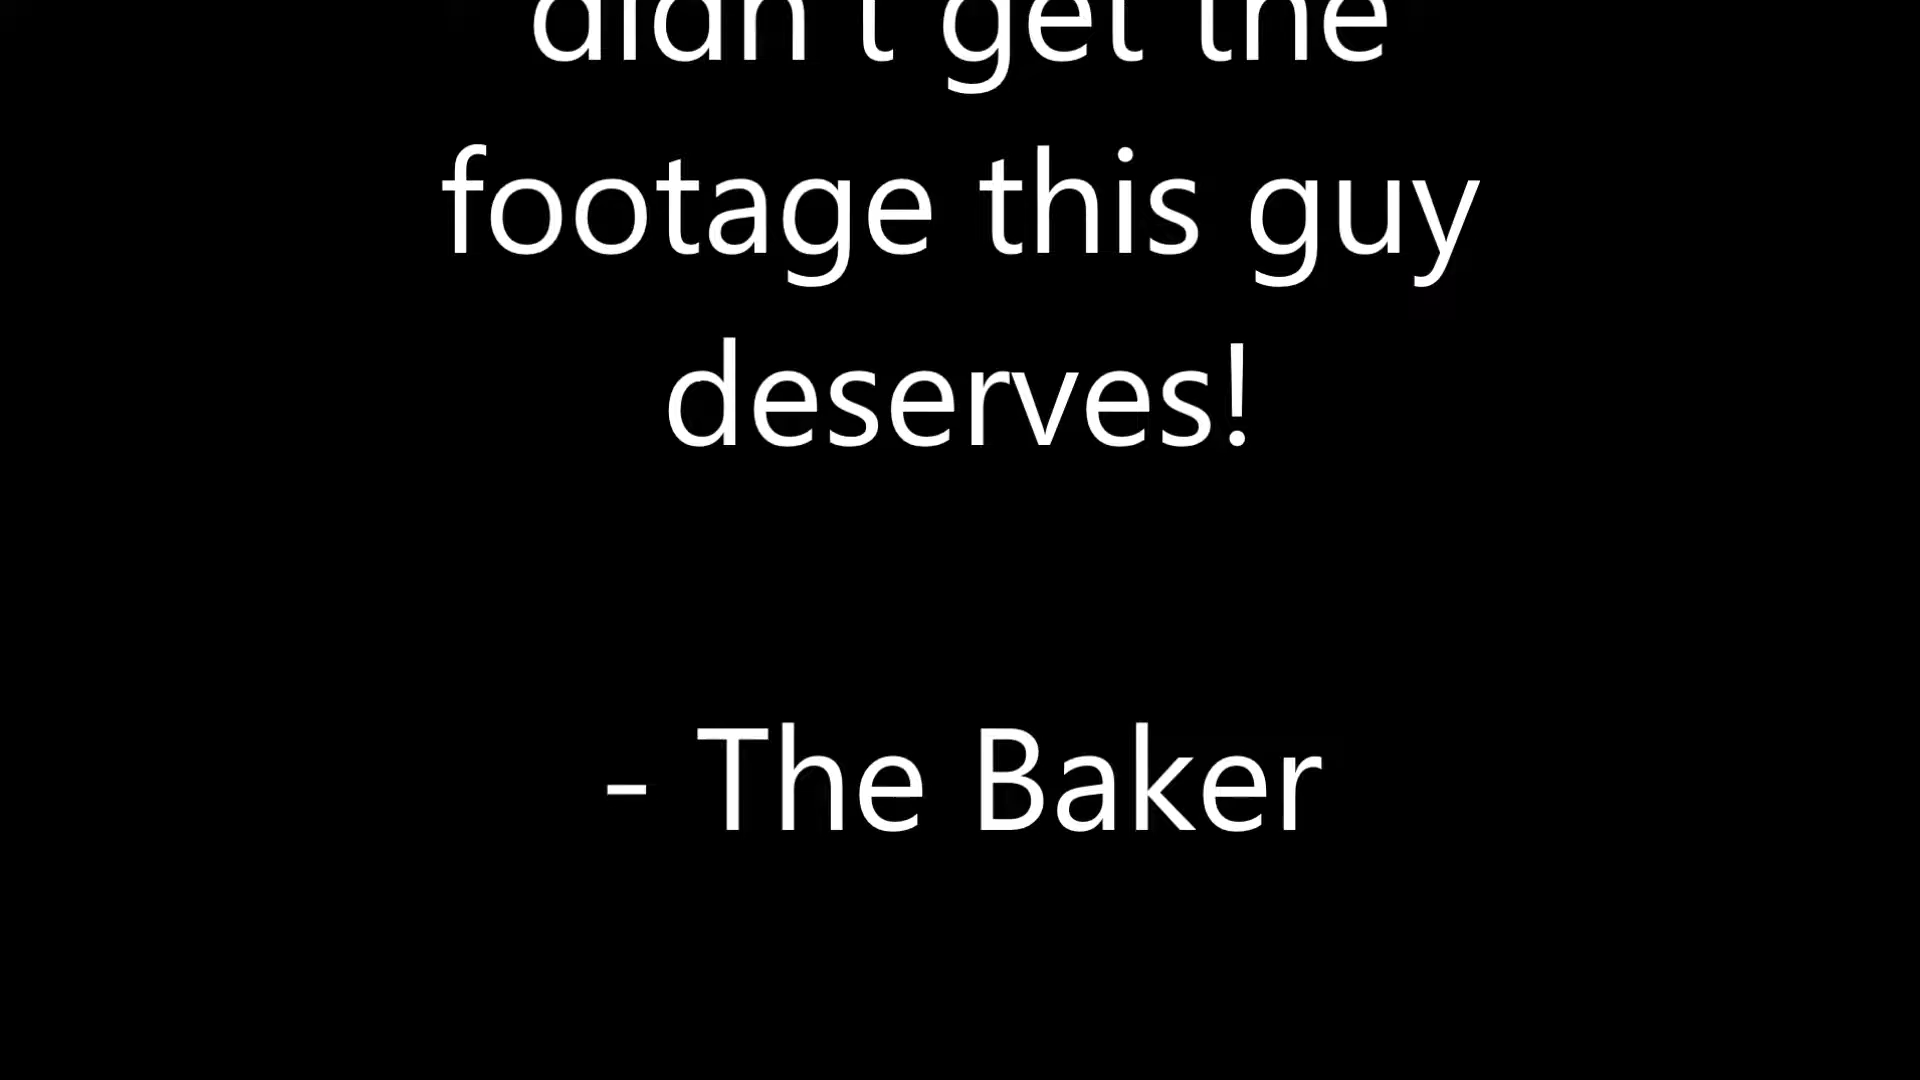 didn't get the
footage this guy
deserves!
- The Baker